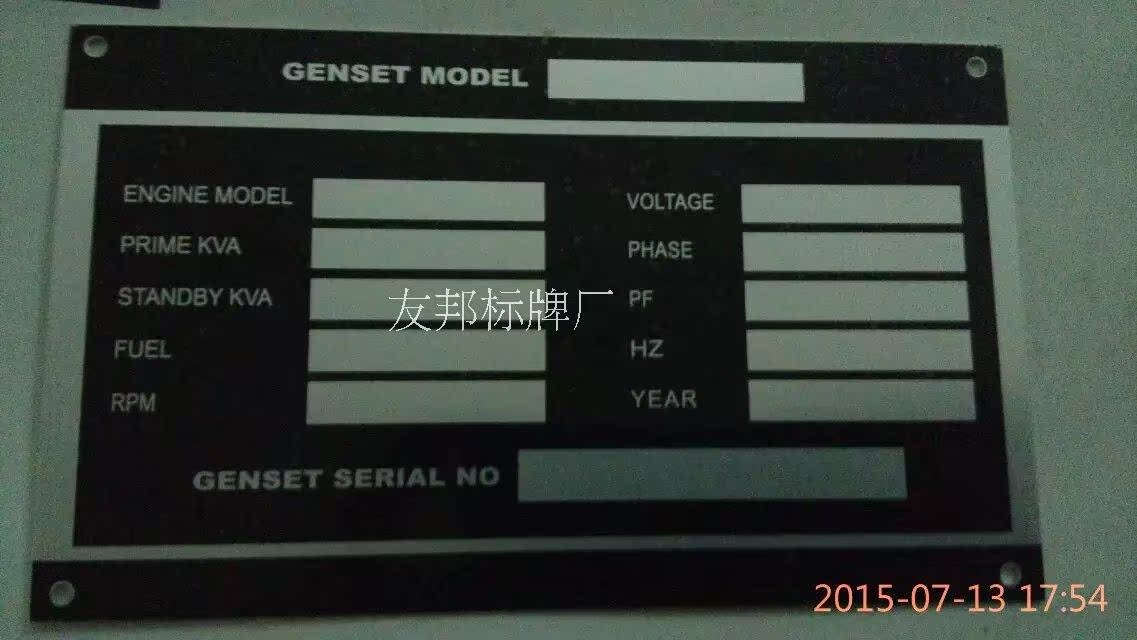 GENSET MODEL
ENGINE MODEL
VOLTAGE
PRIME KVA
PHASE
STANDBY KVA
PF
友邦标牌厂
FUEL
HZ
RPM
YEAR
GENSET SERIAL NO
2015-07-13 17:54